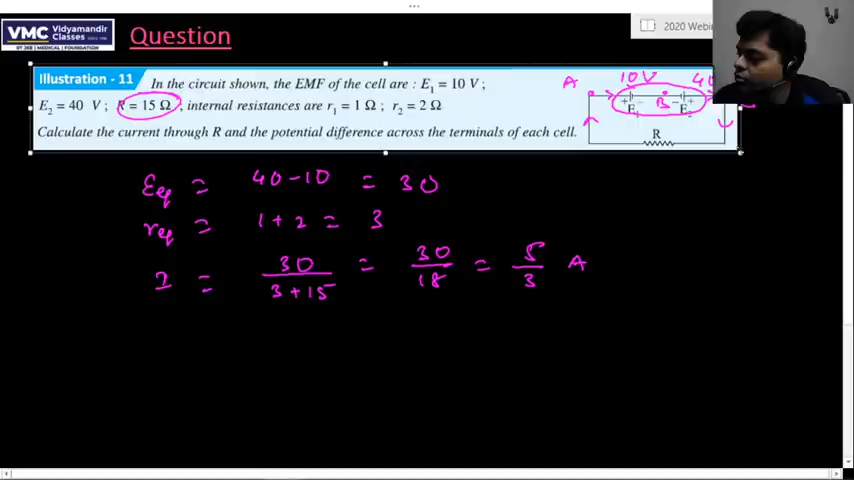 VMC Vidyamandir Classes
IIT JEE | MEDICAL | FOUNDATION
Question
2020 Webin
Illustration - 11 In the circuit shown, the EMF of the cell are : E₁ = 10 V ;
E₂ = 40 V ; R = 15 Ω , internal resistances are r₁ = 1 Ω ; r₂ = 2 Ω
Calculate the current through R and the potential difference across the terminals of each cell.
A 10V 40
+ - B - +
E₁ E₂
R
Eeq = 40-10 = 30
req = 1+2 = 3
I = 30/(3+15) = 30/18 = 5/3 A